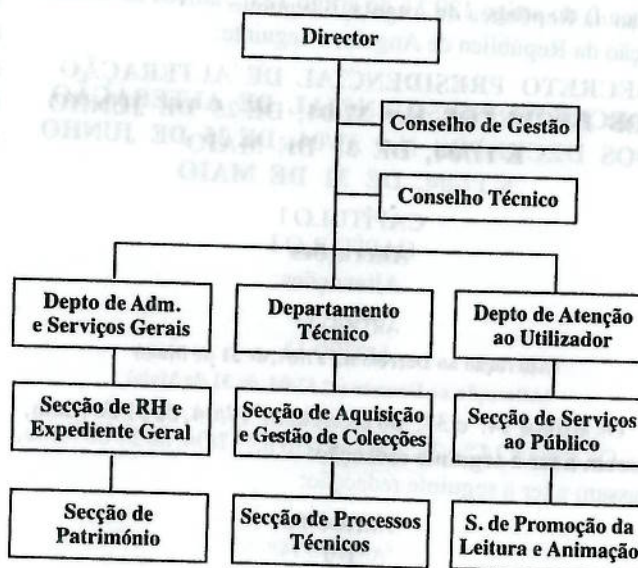 Director
Conselho de Gestão
Conselho Técnico
Depto de Adm.
e Serviços Gerais
Departamento
Técnico
Depto de Atenção
ao Utilizador
Secção de RH e
Expediente Geral
Secção de Aquisição
e Gestão de Colecções
Secção de Serviços
ao Público
Secção de
Património
Secção de Processos
Técnicos
S. de Promoção da
Leitura e Animação